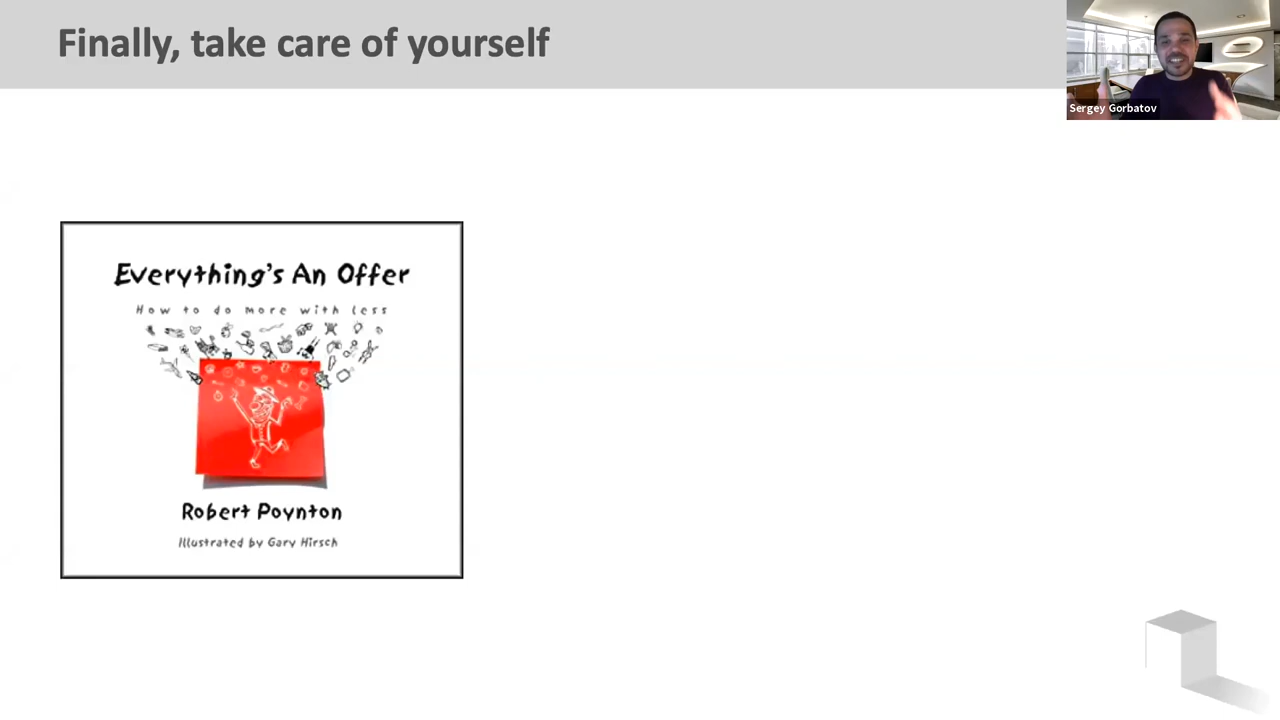 Finally, take care of yourself
Sergey Gorbatov
Everything's An Offer
How to do more with less
Robert Poynton
Illustrated by Gary Hirsch